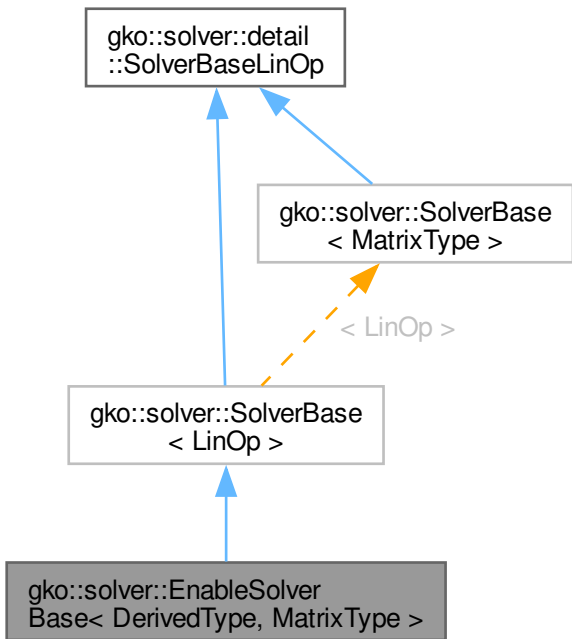 gko::solver::detail
::SolverBaseLinOp
gko::solver::SolverBase
< MatrixType >
< LinOp >
gko::solver::SolverBase
< LinOp >
gko::solver::EnableSolver
Base< DerivedType, MatrixType >